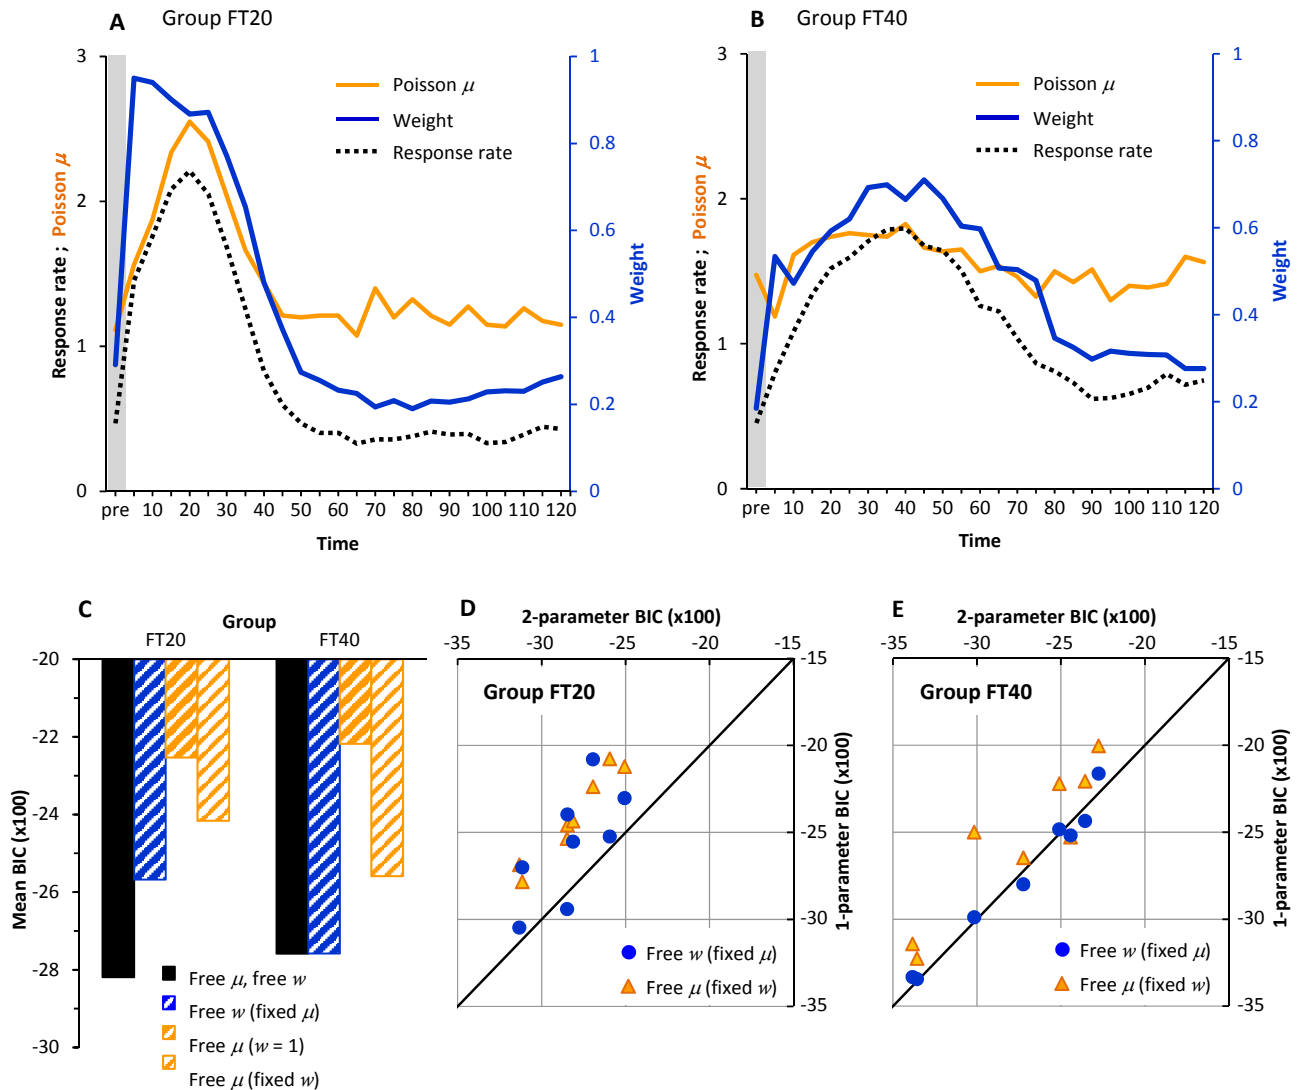 A Group FT20
3
2
1
0
1
0.8
0.6
0.4
0.2
0
Poisson μ
Weight
Response rate
Response rate ; Poisson μ
Weight
pre 10 20 30 40 50 60 70 80 90 100 110 120
Time
B Group FT40
3
2
1
0
1
0.8
0.6
0.4
0.2
0
Poisson μ
Weight
Response rate
Response rate ; Poisson μ
Weight
pre 10 20 30 40 50 60 70 80 90 100 110 120
Time
C
Group
FT20 FT40
-20
-22
-24
-26
-28
-30
Mean BIC (x100)
Free μ, free w
Free w (fixed μ)
Free μ (w = 1)
Free μ (fixed w)
D
2-parameter BIC (x100)
-35 -30 -25 -20 -15
Group FT20
-15
-20
-25
-30
-35
1-parameter BIC (x100)
Free w (fixed μ)
Free μ (fixed w)
E
2-parameter BIC (x100)
-35 -30 -25 -20 -15
Group FT40
-15
-20
-25
-30
-35
1-parameter BIC (x100)
Free w (fixed μ)
Free μ (fixed w)